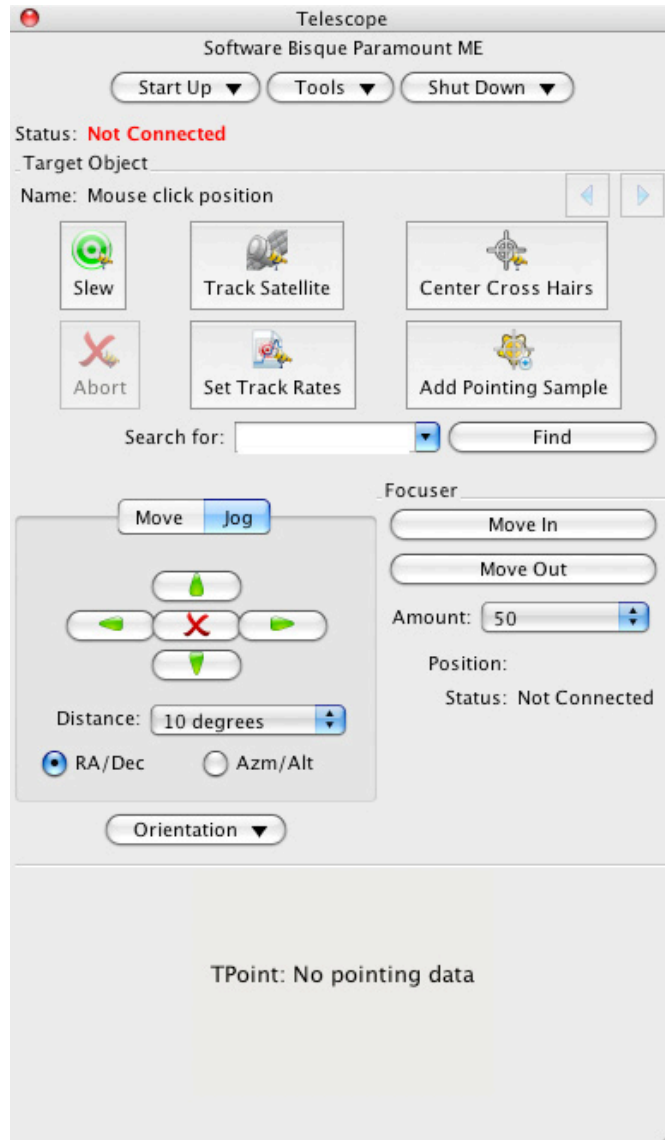 Telescope
Software Bisque Paramount ME
Start Up Tools Shut Down
Status: Not Connected
Target Object
Name: Mouse click position
Slew Track Satellite Center Cross Hairs
Abort Set Track Rates Add Pointing Sample
Search for: Find
Move Jog
Distance: 10 degrees
RA/Dec Azm/Alt
Orientation
Focuser
Move In
Move Out
Amount: 50
Position:
Status: Not Connected
TPoint: No pointing data